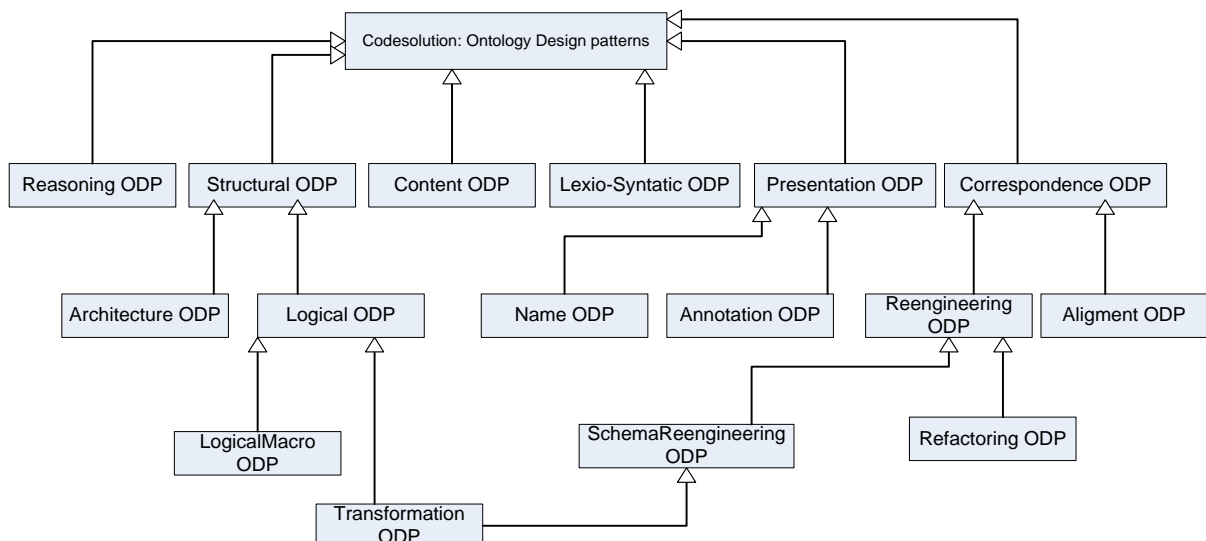 Codesolution: Ontology Design patterns
Reasoning ODP
Structural ODP
Content ODP
Lexio-Syntatic ODP
Presentation ODP
Correspondence ODP
Architecture ODP
Logical ODP
Name ODP
Annotation ODP
Reengineering
ODP
Aligment ODP
LogicalMacro
ODP
SchemaReengineering
ODP
Refactoring ODP
Transformation
ODP